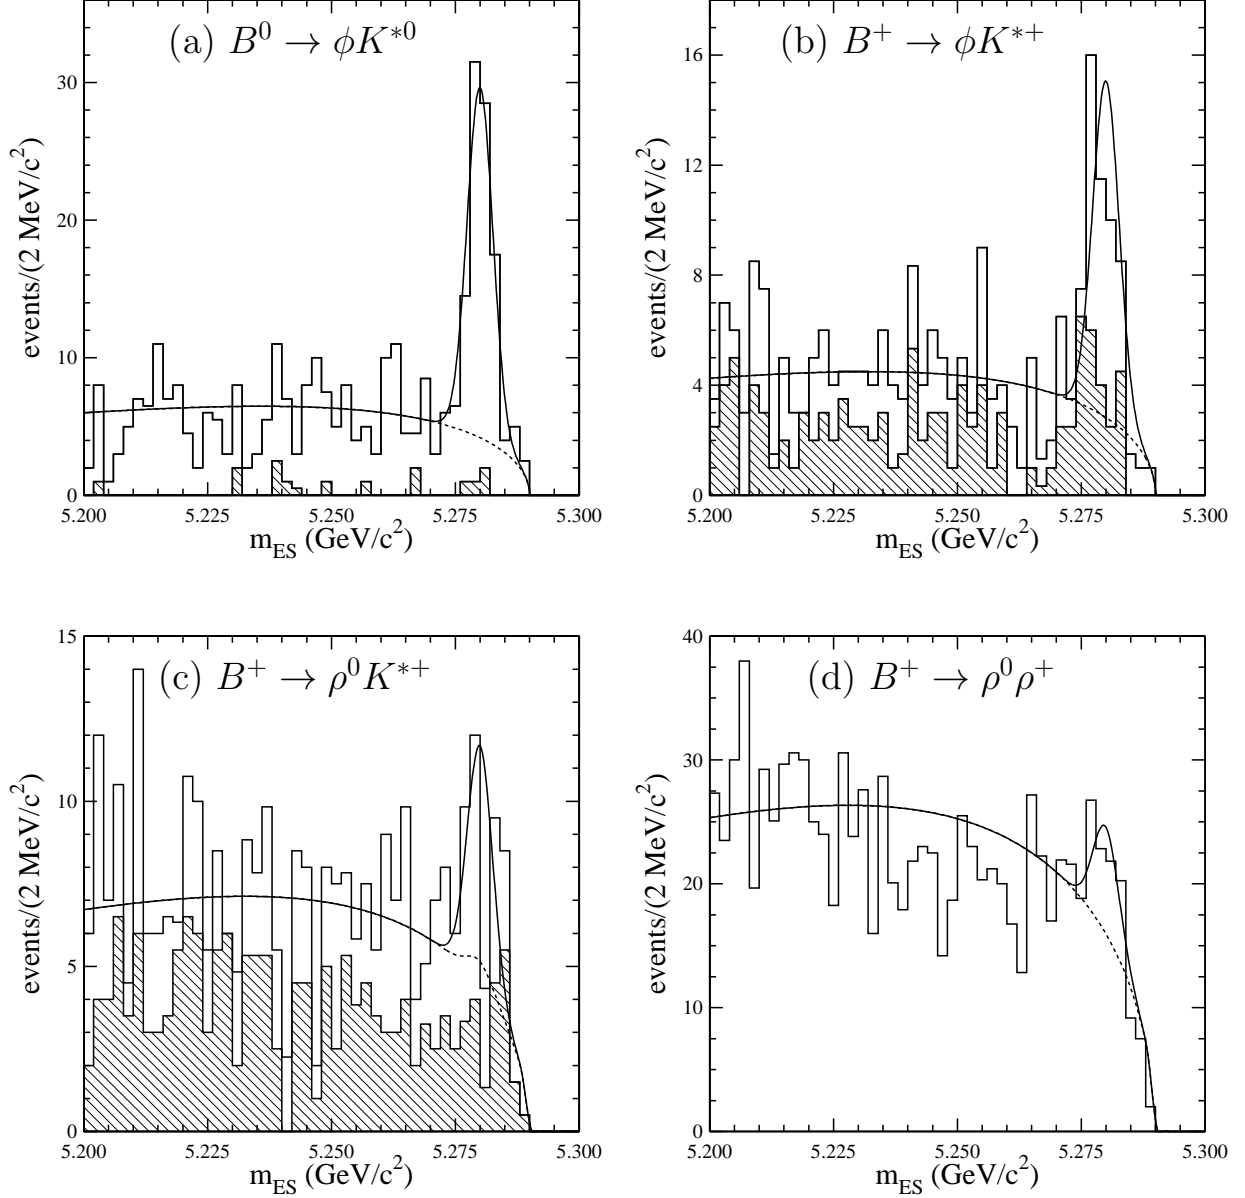 (a) B⁰ → ϕK*⁰
events/(2 MeV/c²)
30
20
10
0
5.200 5.225 5.250 5.275 5.300
m_ES (GeV/c²)
(b) B⁺ → ϕK*⁺
events/(2 MeV/c²)
16
12
8
4
0
5.200 5.225 5.250 5.275 5.300
m_ES (GeV/c²)
(c) B⁺ → ρ⁰K*⁺
events/(2 MeV/c²)
15
10
5
0
5.200 5.225 5.250 5.275 5.300
m_ES (GeV/c²)
(d) B⁺ → ρ⁰ρ⁺
events/(2 MeV/c²)
40
30
20
10
0
5.200 5.225 5.250 5.275 5.300
m_ES (GeV/c²)